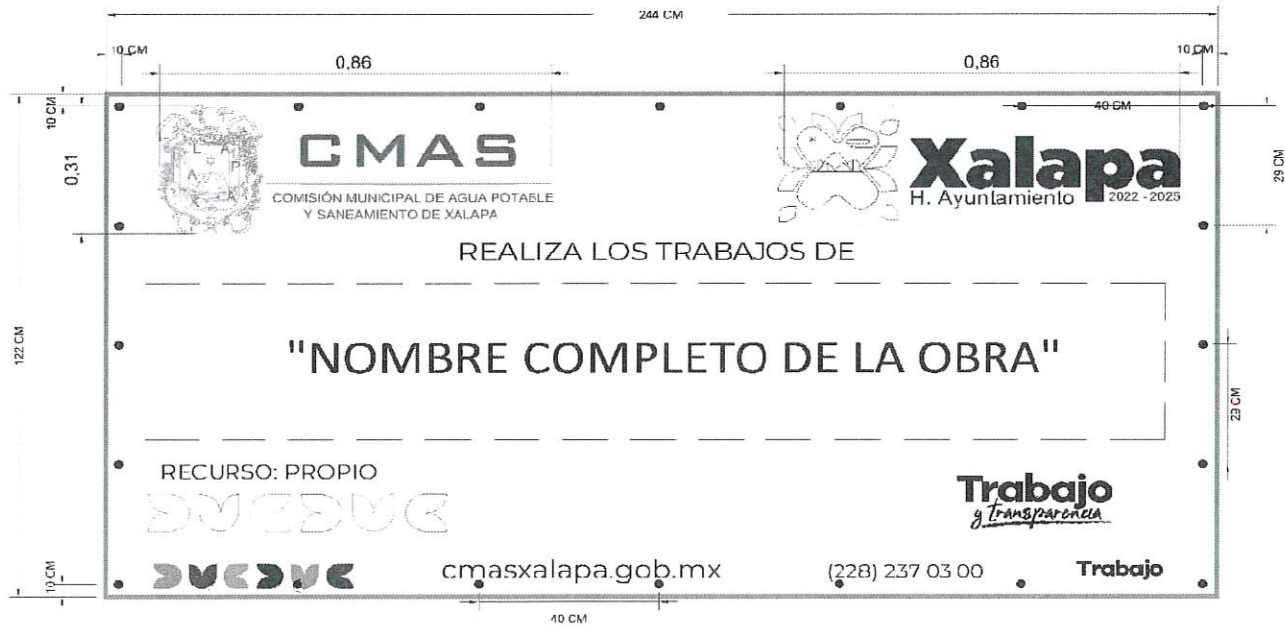 244 CM
10 CM
0,86
0,86
10 CM
10 CM
40 CM
0,31
L A
A P
X A
CMAS
COMISIÓN MUNICIPAL DE AGUA POTABLE
Y SANEAMIENTO DE XALAPA
Xalapa
H. Ayuntamiento 2022 - 2025
29 CM
REALIZA LOS TRABAJOS DE
122 CM
"NOMBRE COMPLETO DE LA OBRA"
29 CM
RECURSO: PROPIO
Trabajo
y transparencia
10 CM
cmasxalapa.gob.mx
(228) 237 03 00
Trabajo
40 CM